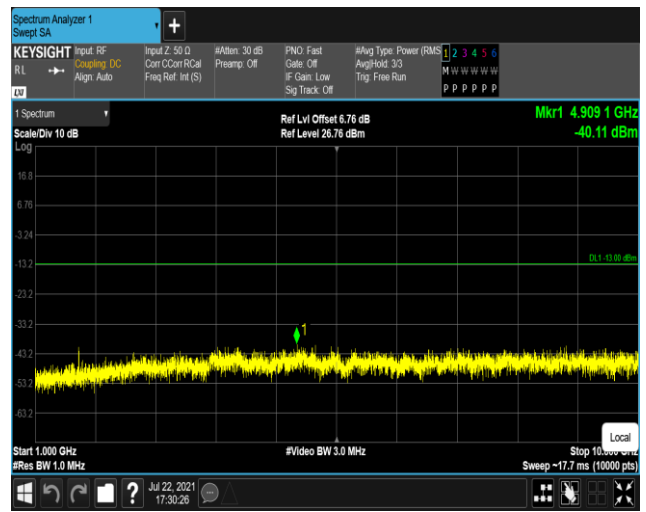 Spectrum Analyzer 1
Swept SA
KEYSIGHT Input: RF Input Z: 50 Ω #Atten: 30 dB PNO: Fast #Avg Type: Power (RMS 1 2 3 4 5 6
RL Coupling: DC Corr CCorr RCal Preamp: Off Gate: Off Avg|Hold: 3/3 M W W W W W
Align: Auto Freq Ref: Int (S) IF Gain: Low Trig: Free Run
LXI Sig Track: Off P P P P P P
1 Spectrum Ref Lvl Offset 6.76 dB Mkr1 4.909 1 GHz
Scale/Div 10 dB Ref Level 26.76 dBm -40.11 dBm
Log
16.8
6.76
-3.24
DL1 -13.00 dBm
-13.2
-23.2
-33.2
1
-43.2
-53.2
-63.2
Local
Start 1.000 GHz #Video BW 3.0 MHz Stop 10.000 GHz
#Res BW 1.0 MHz Sweep ~17.7 ms (10000 pts)
? Jul 22, 2021
17:30:26